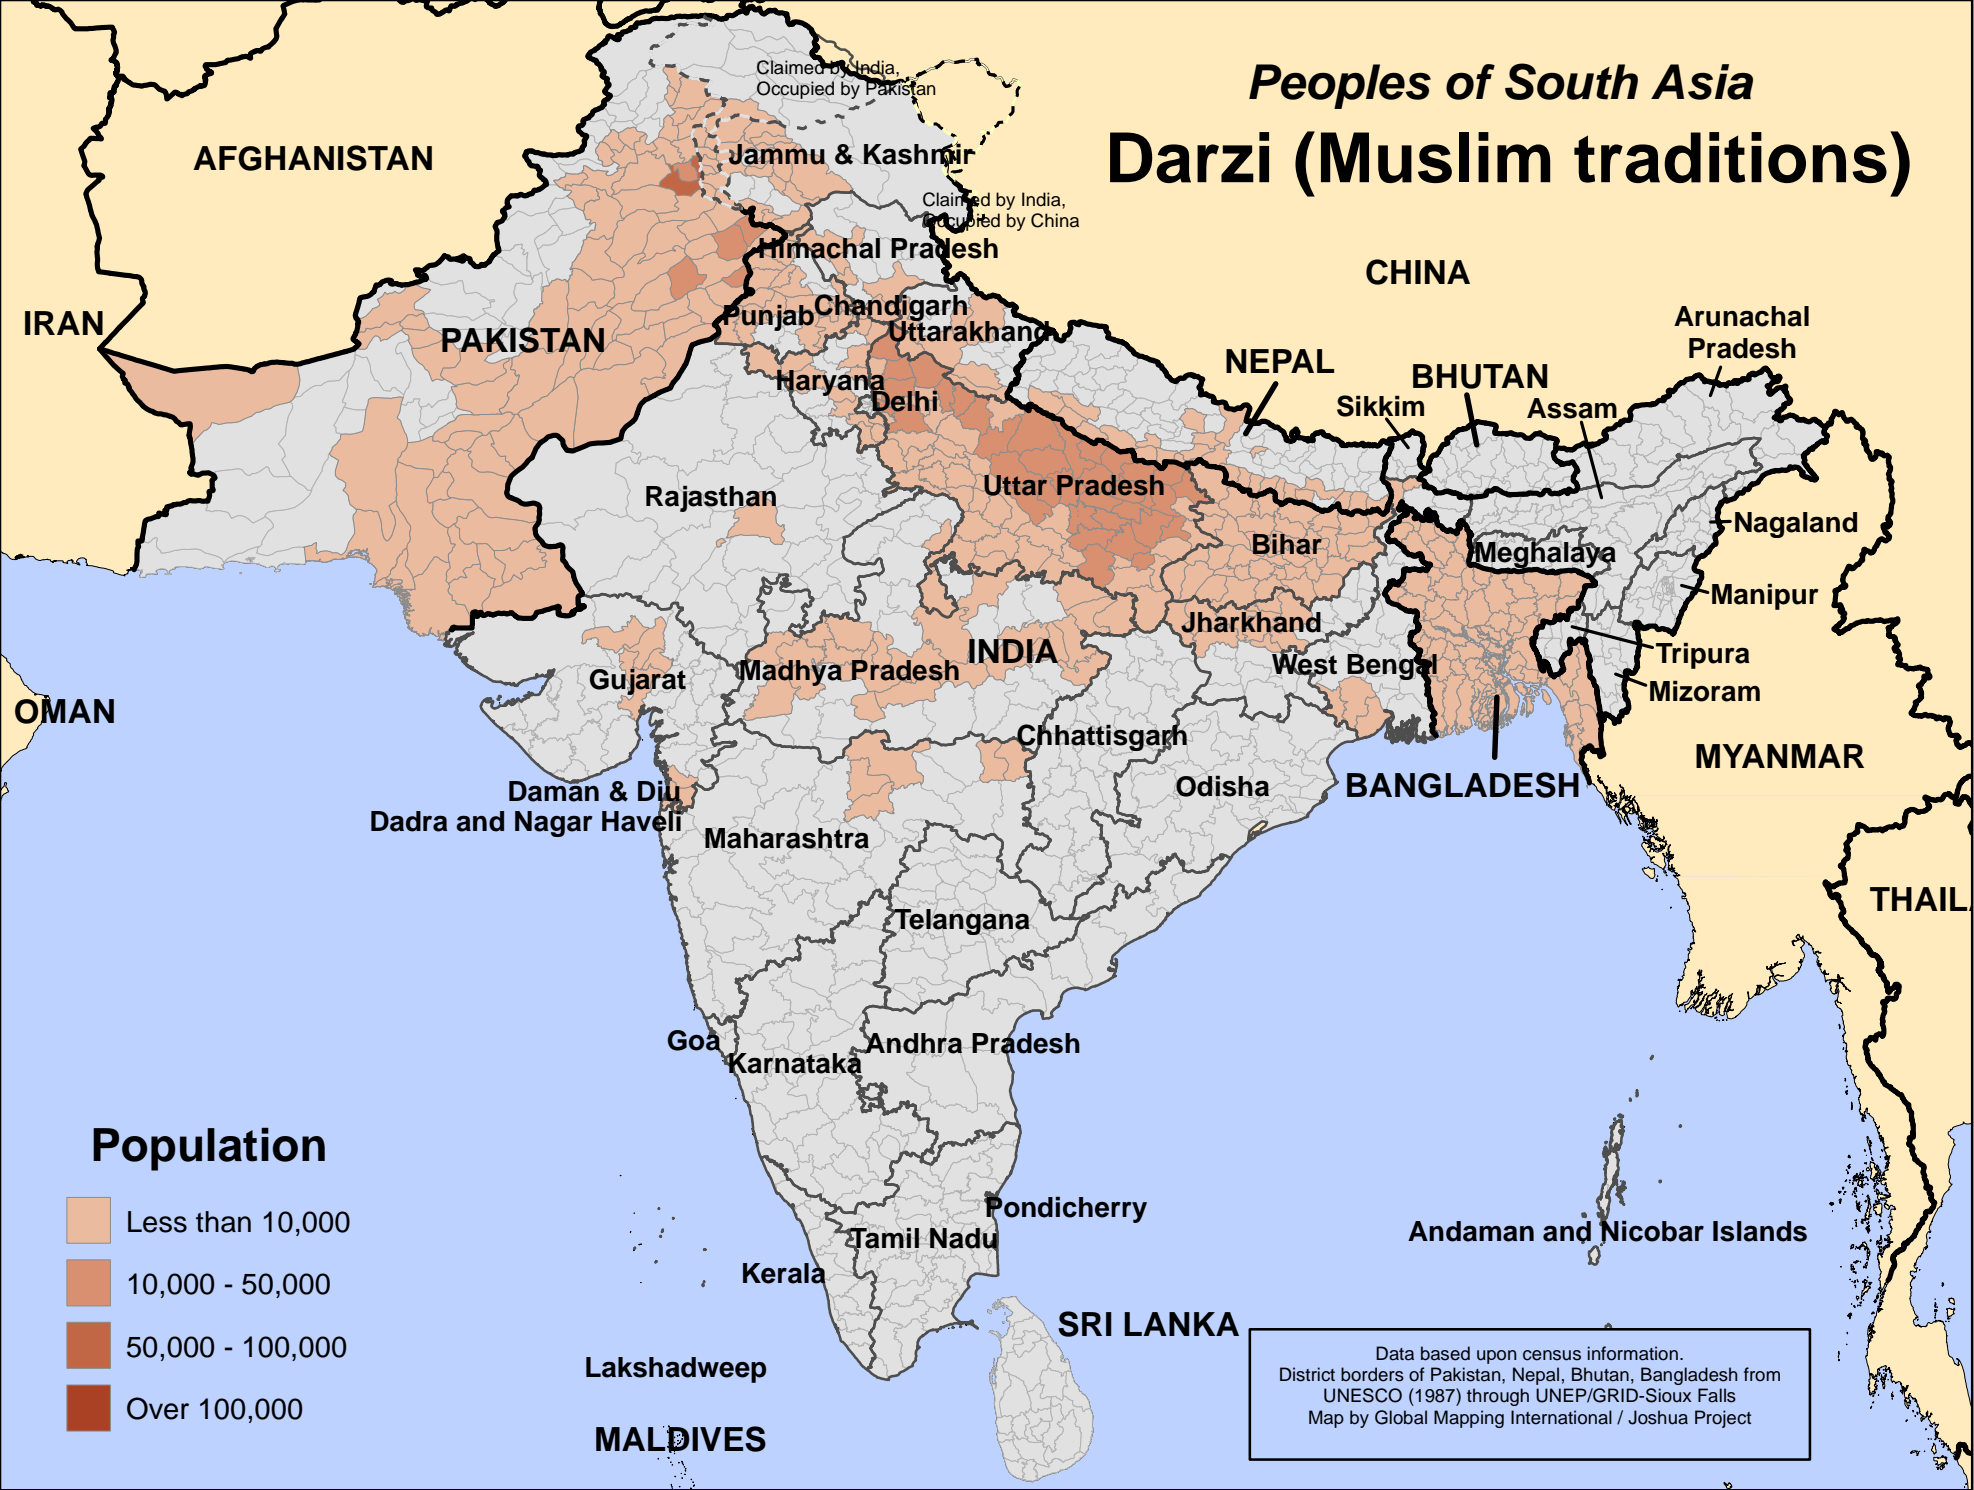 Peoples of South Asia
Darzi (Muslim traditions)
Claimed by India,
Occupied by Pakistan
AFGHANISTAN
Jammu & Kashmir
Claimed by India,
Occupied by China
Himachal Pradesh
CHINA
IRAN
PAKISTAN
Punjab
Chandigarh
Uttarakhand
Arunachal
Pradesh
NEPAL
BHUTAN
Sikkim
Assam
Haryana
Delhi
Rajasthan
Uttar Pradesh
Bihar
Nagaland
Meghalaya
Manipur
Jharkhand
INDIA
Tripura
West Bengal
Madhya Pradesh
Gujarat
Mizoram
OMAN
Chhattisgarh
MYANMAR
Odisha
BANGLADESH
Daman & Diu
Dadra and Nagar Haveli
Maharashtra
THAIL
Telangana
Goa
Karnataka
Andhra Pradesh
Pondicherry
Tamil Nadu
Andaman and Nicobar Islands
Kerala
SRI LANKA
Lakshadweep
MALDIVES
Population
Less than 10,000
10,000 - 50,000
50,000 - 100,000
Over 100,000
Data based upon census information.
District borders of Pakistan, Nepal, Bhutan, Bangladesh from
UNESCO (1987) through UNEP/GRID-Sioux Falls
Map by Global Mapping International / Joshua Project